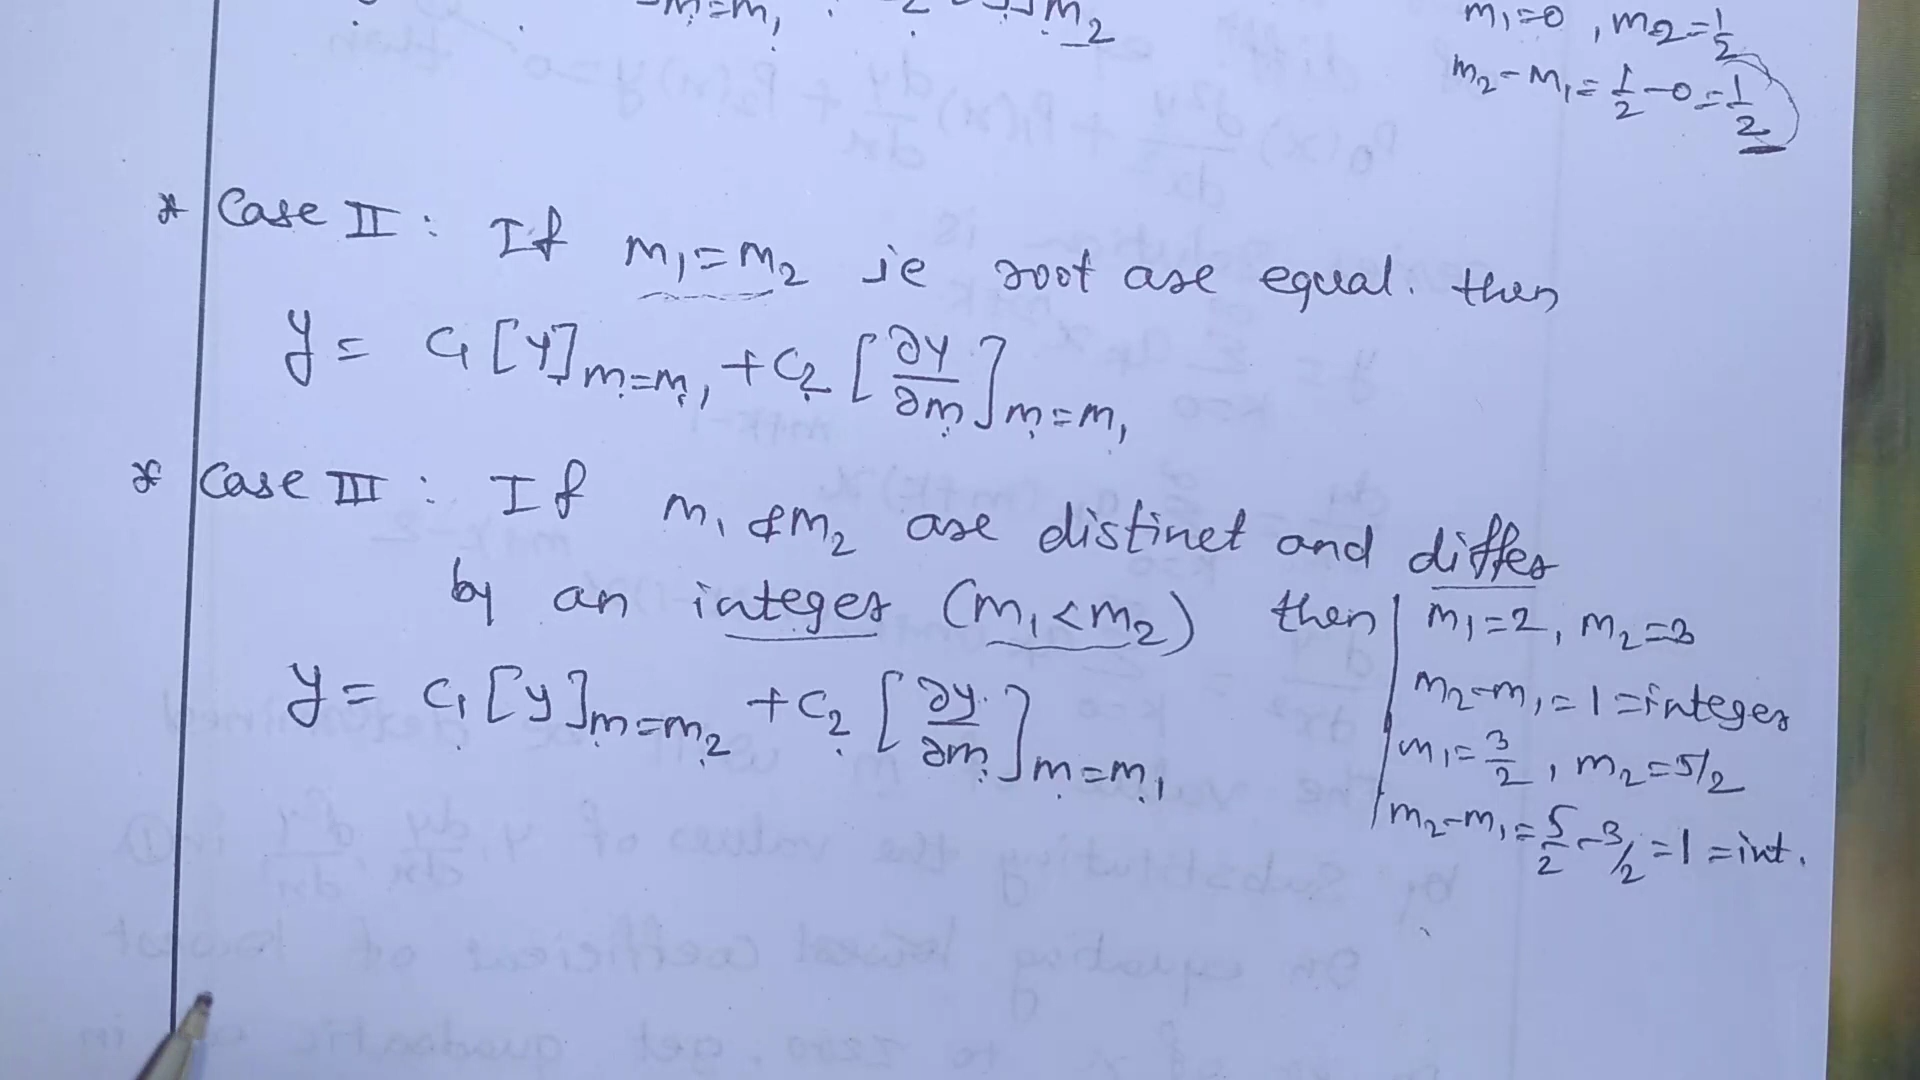 m₁=0 , m₂=1/2
m₂-m₁= 1/2 -0 = 1/2
* Case II : If m₁=m₂ ie root are equal. then
y = C₁ [y]ₘ₌ₘ₁ + C₂ [∂y/∂m]ₘ₌ₘ₁
* Case III : If m₁ & m₂ are distinct and differ
by an integer (m₁<m₂) then
y = C₁ [y]ₘ₌ₘ₂ + C₂ [∂y/∂m]ₘ₌ₘ₁
m₁=2, m₂=3
m₂-m₁=1=integer
m₁= 3/2 , m₂=5/2
m₂-m₁= 5/2 -3/2 =1=int.